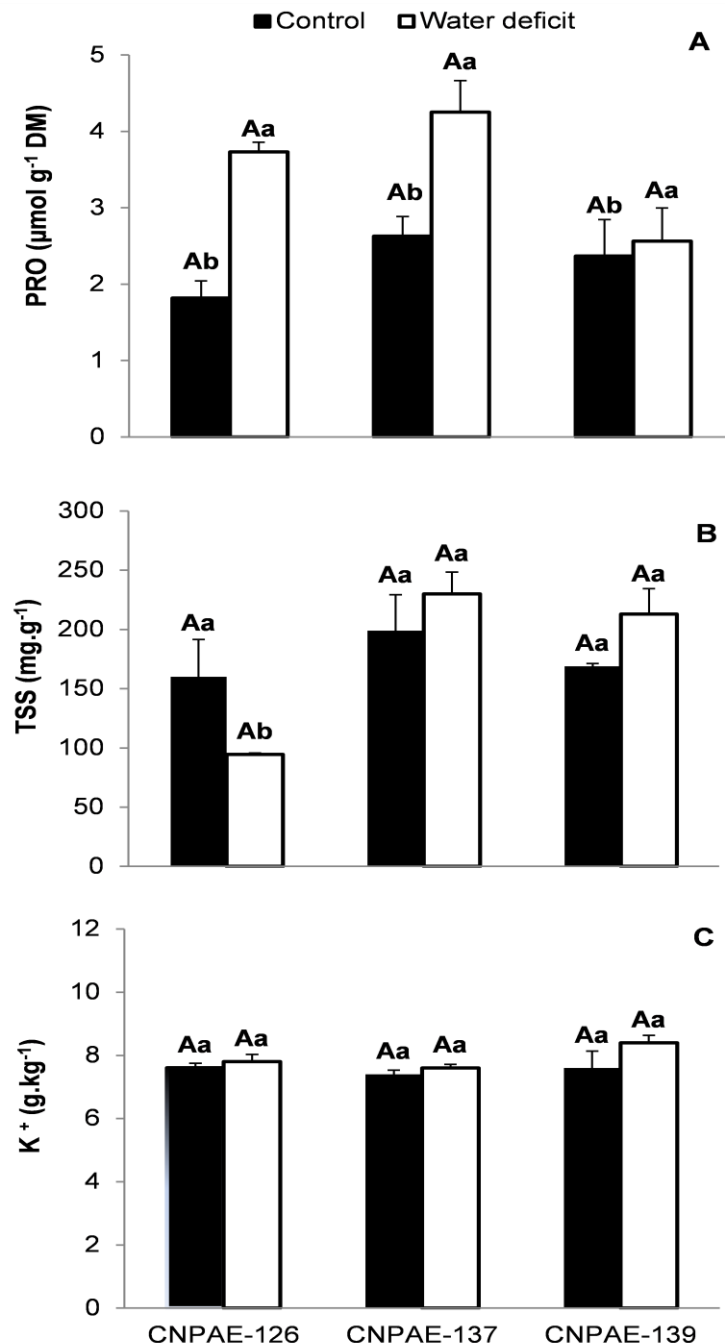 Control Water deficit
A
PRO (µmol g⁻¹ DM)
5
4
3
2
1
0
Ab Aa Ab Aa Ab Aa
B
TSS (mg.g⁻¹)
300
250
200
150
100
50
0
Aa Ab Aa Aa Aa Aa
C
K⁺ (g.kg⁻¹)
12
10
8
6
4
2
0
Aa Aa Aa Aa Aa Aa
CNPAE-126 CNPAE-137 CNPAE-139